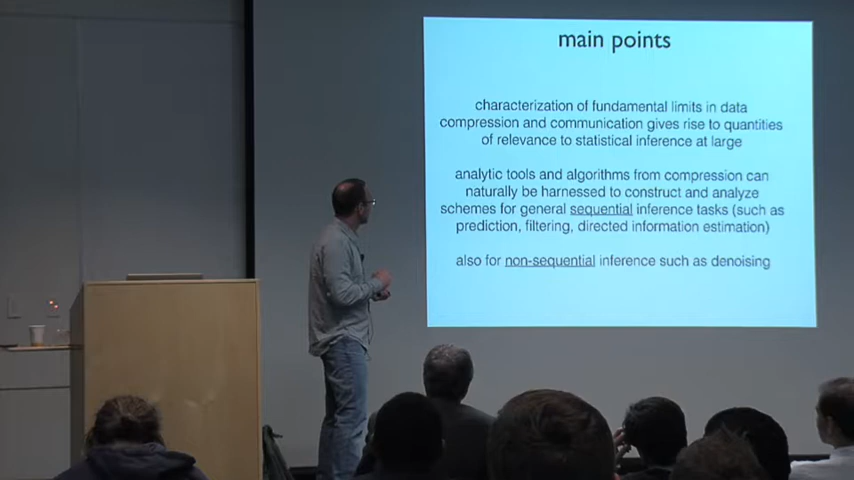 main points
characterization of fundamental limits in data
compression and communication gives rise to quantities
of relevance to statistical inference at large
analytic tools and algorithms from compression can
naturally be harnessed to construct and analyze
schemes for general sequential inference tasks (such as
prediction, filtering, directed information estimation)
also for non-sequential inference such as denoising